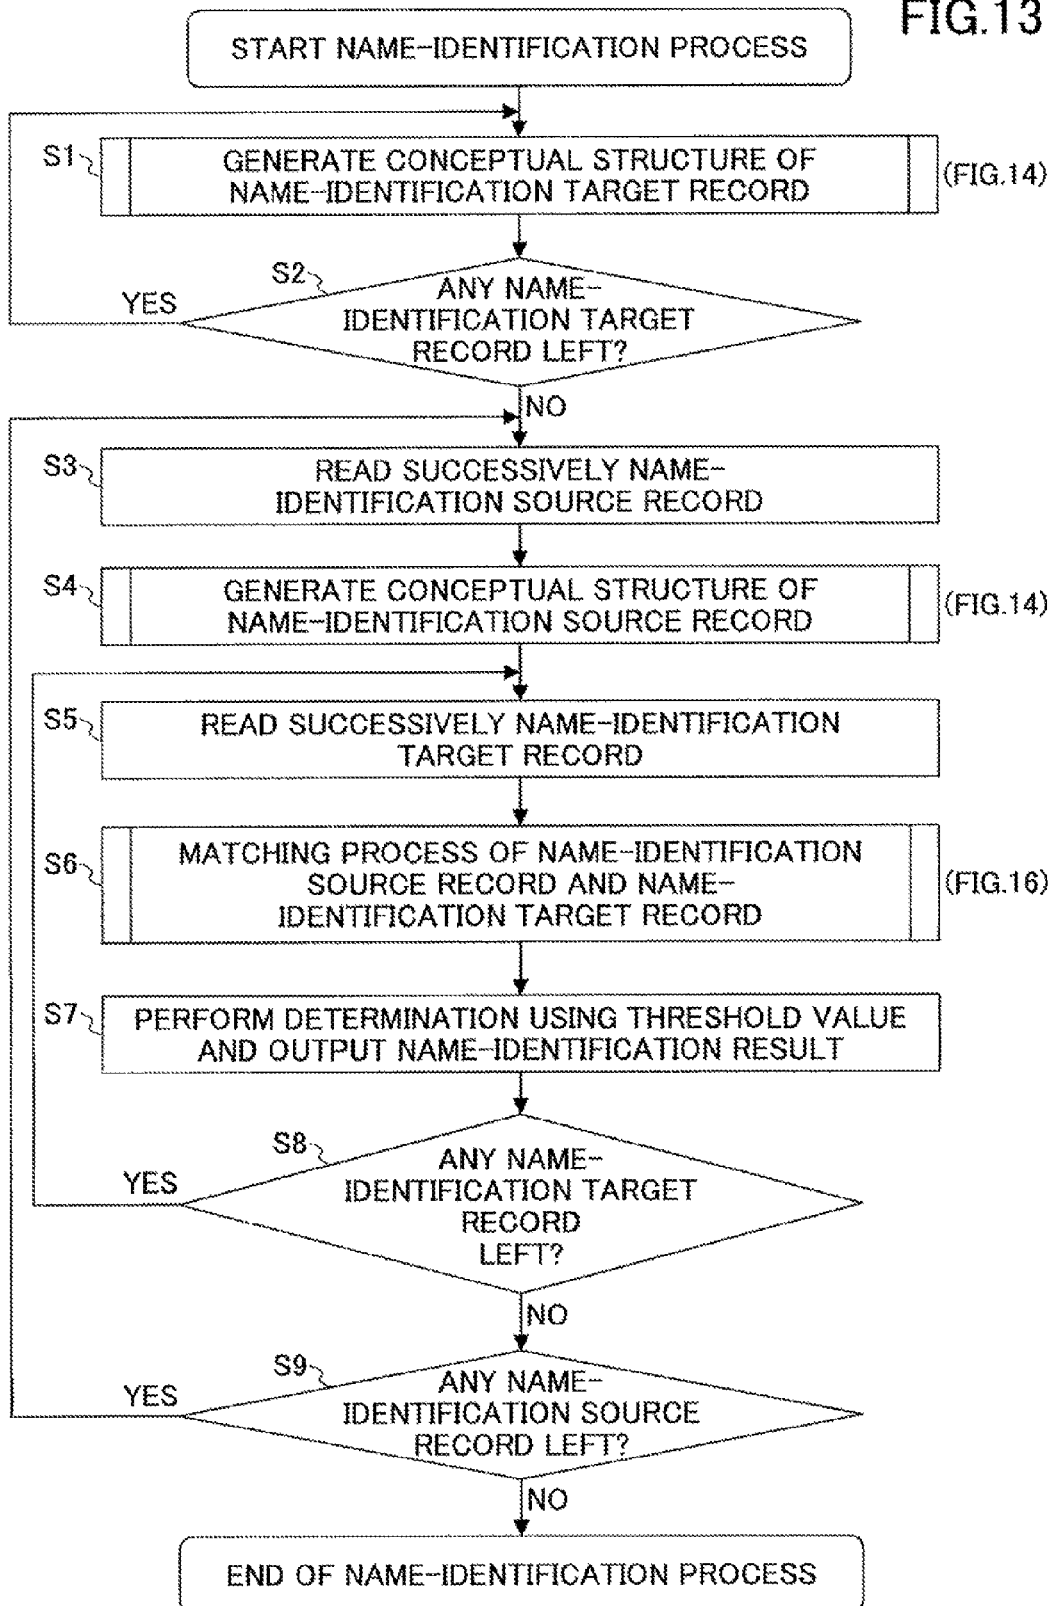 FIG.13
START NAME-IDENTIFICATION PROCESS
S1
GENERATE CONCEPTUAL STRUCTURE OF
NAME-IDENTIFICATION TARGET RECORD
(FIG.14)
S2
YES
ANY NAME-
IDENTIFICATION TARGET
RECORD LEFT?
NO
S3
READ SUCCESSIVELY NAME-
IDENTIFICATION SOURCE RECORD
S4
GENERATE CONCEPTUAL STRUCTURE OF
NAME-IDENTIFICATION SOURCE RECORD
(FIG.14)
S5
READ SUCCESSIVELY NAME-IDENTIFICATION
TARGET RECORD
S6
MATCHING PROCESS OF NAME-IDENTIFICATION
SOURCE RECORD AND NAME-
IDENTIFICATION TARGET RECORD
(FIG.16)
S7
PERFORM DETERMINATION USING THRESHOLD VALUE
AND OUTPUT NAME-IDENTIFICATION RESULT
S8
YES
ANY NAME-
IDENTIFICATION TARGET
RECORD
LEFT?
NO
S9
YES
ANY NAME-
IDENTIFICATION SOURCE
RECORD LEFT?
NO
END OF NAME-IDENTIFICATION PROCESS